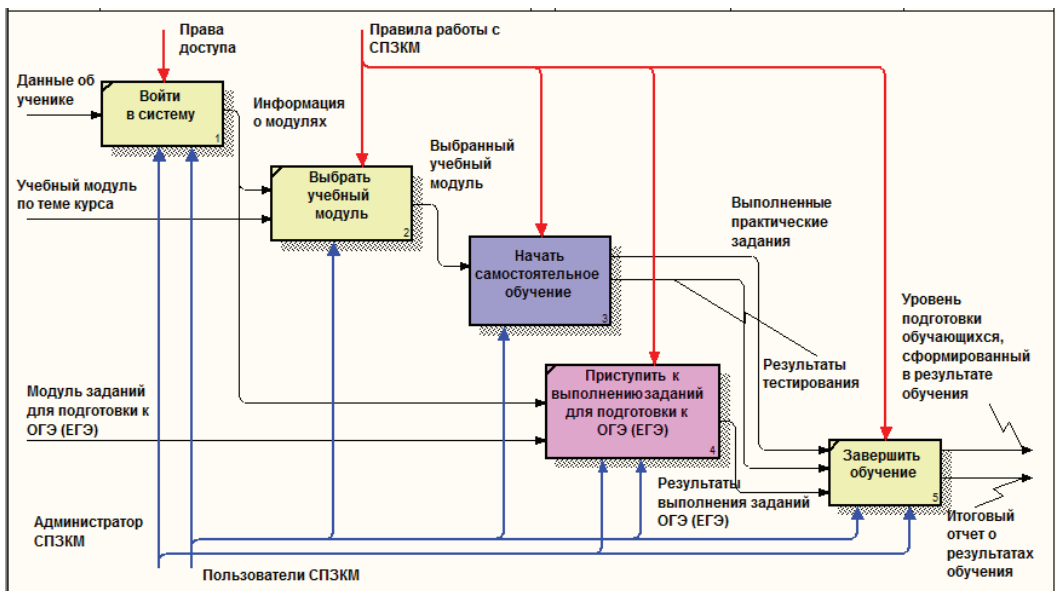 Права
доступа
Правила работы с
СПЗКМ
Данные об
ученике
Войти
в систему
1
Информация
о модулях
Выбранный
учебный
модуль
Учебный модуль
по теме курса
Выбрать
учебный
модуль
2
Выполненные
практические
задания
Начать
самостоятельное
обучение
3
Уровень
подготовки
обучающихся,
сформированный
в результате
обучения
Результаты
тестирования
Модуль заданий
для подготовки к
ОГЭ (ЕГЭ)
Приступить к
выполнению заданий
для подготовки к
ОГЭ (ЕГЭ)
4
Завершить
обучение
5
Результаты
выполнения заданий
ОГЭ (ЕГЭ)
Администратор
СПЗКМ
Итоговый
отчет о
результатах
обучения
Пользователи СПЗКМ